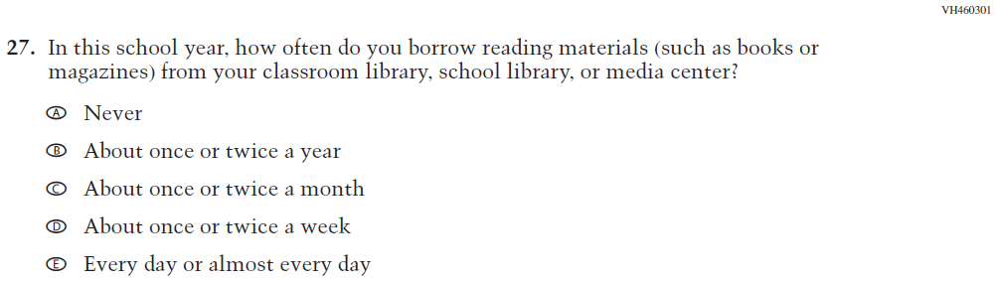 VH460301
27. In this school year, how often do you borrow reading materials (such as books or
magazines) from your classroom library, school library, or media center?
A Never
B About once or twice a year
C About once or twice a month
D About once or twice a week
E Every day or almost every day